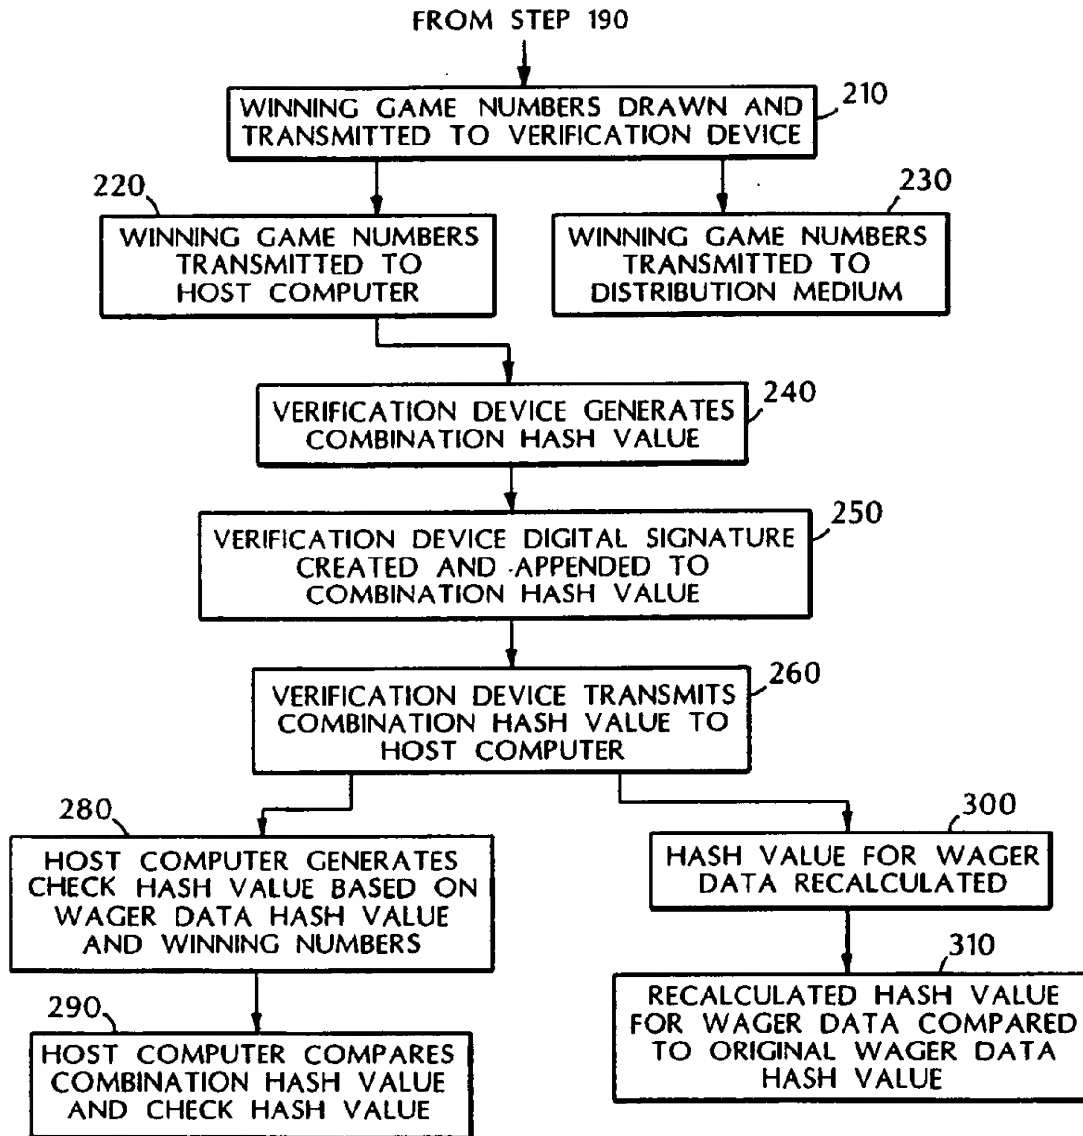 FROM STEP 190
WINNING GAME NUMBERS DRAWN AND
TRANSMITTED TO VERIFICATION DEVICE
210
220
WINNING GAME NUMBERS
TRANSMITTED TO
HOST COMPUTER
230
WINNING GAME NUMBERS
TRANSMITTED TO
DISTRIBUTION MEDIUM
240
VERIFICATION DEVICE GENERATES
COMBINATION HASH VALUE
250
VERIFICATION DEVICE DIGITAL SIGNATURE
CREATED AND APPENDED TO
COMBINATION HASH VALUE
260
VERIFICATION DEVICE TRANSMITS
COMBINATION HASH VALUE TO
HOST COMPUTER
280
HOST COMPUTER GENERATES
CHECK HASH VALUE BASED ON
WAGER DATA HASH VALUE
AND WINNING NUMBERS
290
HOST COMPUTER COMPARES
COMBINATION HASH VALUE
AND CHECK HASH VALUE
300
HASH VALUE FOR WAGER
DATA RECALCULATED
310
RECALCULATED HASH VALUE
FOR WAGER DATA COMPARED
TO ORIGINAL WAGER DATA
HASH VALUE